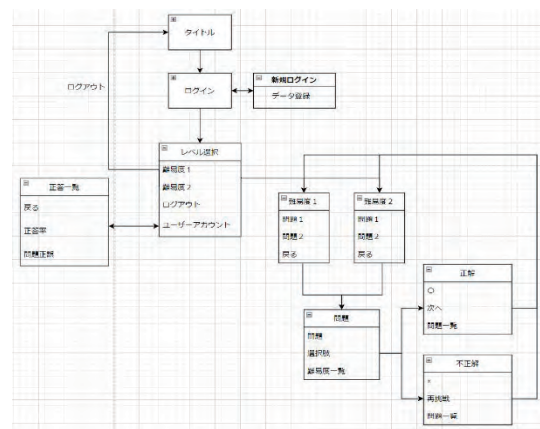 タイトル
ログアウト
ログイン
新規ログイン
データ登録
レベル選択
難易度1
難易度2
ログアウト
ユーザーアカウント
正答一覧
戻る
正答率
問題正誤
難易度1
問題1
問題2
戻る
難易度2
問題1
問題2
戻る
問題
問題
選択肢
難易度一覧
正解
○
次へ
問題一覧
不正解
×
再挑戦
問題一覧